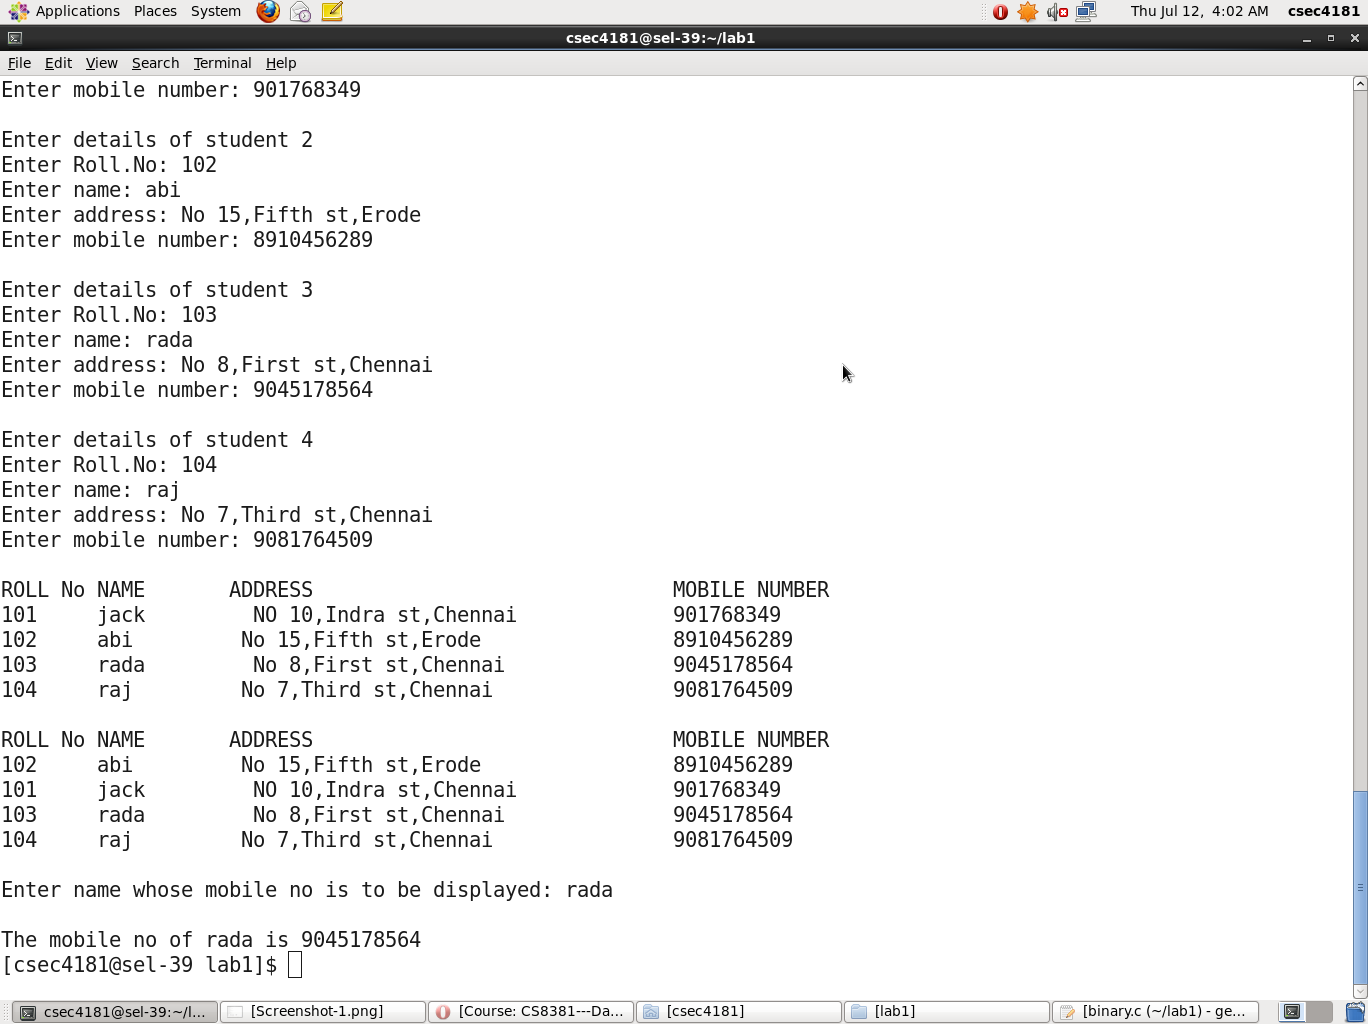 Applications Places System Thu Jul 12, 4:02 AM csec4181
csec4181@sel-39:~/lab1
File Edit View Search Terminal Help
Enter mobile number: 901768349
Enter details of student 2
Enter Roll.No: 102
Enter name: abi
Enter address: No 15,Fifth st,Erode
Enter mobile number: 8910456289
Enter details of student 3
Enter Roll.No: 103
Enter name: rada
Enter address: No 8,First st,Chennai
Enter mobile number: 9045178564
Enter details of student 4
Enter Roll.No: 104
Enter name: raj
Enter address: No 7,Third st,Chennai
Enter mobile number: 9081764509
ROLL No NAME ADDRESS MOBILE NUMBER
101 jack NO 10,Indra st,Chennai 901768349
102 abi No 15,Fifth st,Erode 8910456289
103 rada No 8,First st,Chennai 9045178564
104 raj No 7,Third st,Chennai 9081764509
ROLL No NAME ADDRESS MOBILE NUMBER
102 abi No 15,Fifth st,Erode 8910456289
101 jack NO 10,Indra st,Chennai 901768349
103 rada No 8,First st,Chennai 9045178564
104 raj No 7,Third st,Chennai 9081764509
Enter name whose mobile no is to be displayed: rada
The mobile no of rada is 9045178564
[csec4181@sel-39 lab1]$
csec4181@sel-39:~/l... [Screenshot-1.png] [Course: CS8381---Da... [csec4181] [lab1] [binary.c (~/lab1) - ge...